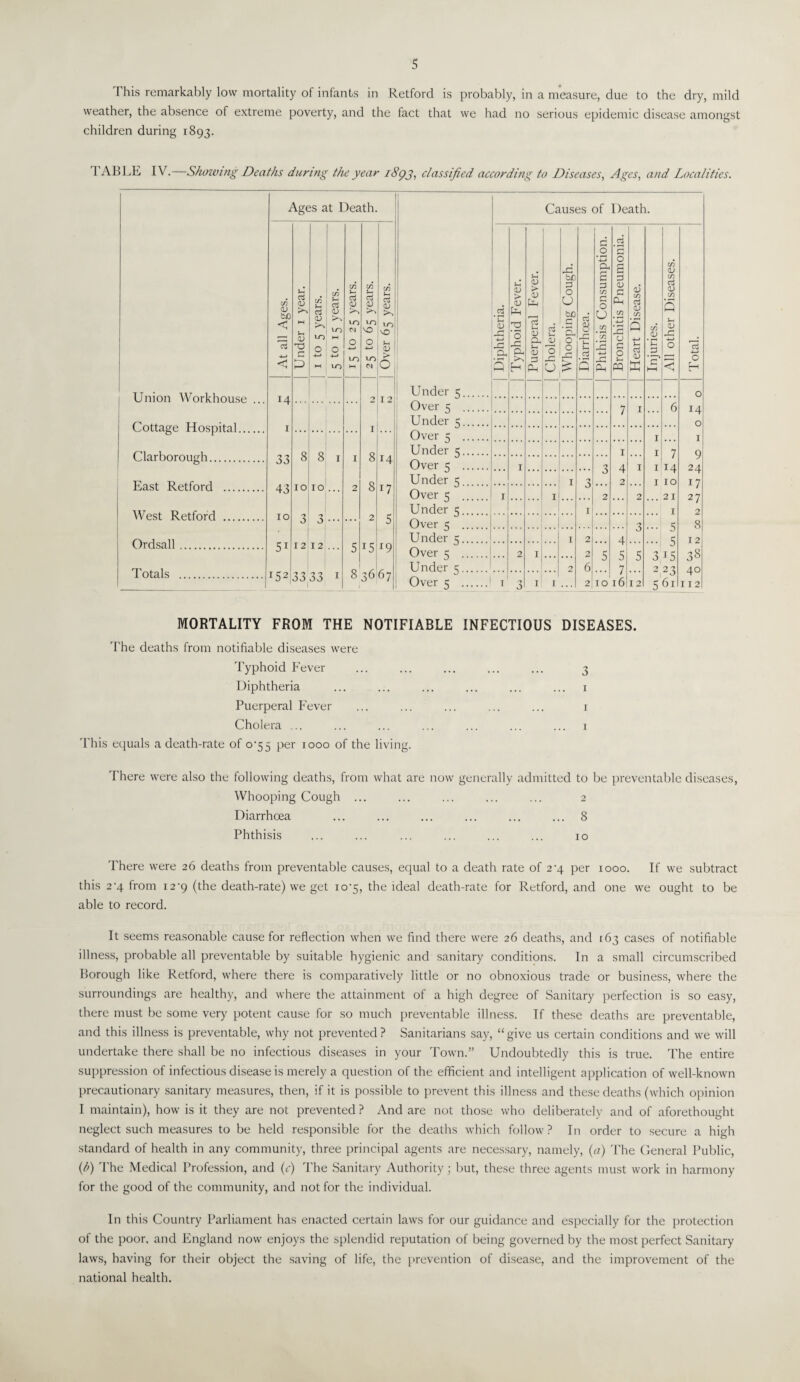 5
This remarkably low mortality of infants in Retford is probably, in a measure, due to the dry, mild
weather, the absence of extreme poverty, and the fact that we had no serious epidemic disease amongst
children during 1893.
TABLE IV.—Showing Deaths during the year 1893, classified according to Diseases, Ages, and Localities.
Ages at Death. Causes of Death.
At all Ages. Under 1 year. 1 to 5 years. 5 to 15 years. 15 to 25 years. 25 to 65 years. Over 65 years. Diphtheria. Typhoid Fever. Puerperal Fever. Cholera. Whooping Cough. Diarrhœa. Phthisis Consumption. Bronchitis Pneumonia. Heart Disease. Injuries. All other Diseases. Total.
Union Workhouse ... 14 ... ... ... ... 2 12 Under 5...... ... ... ... ... ... ... ... ... ... ... ... 0
Over 5 ...... ... ... ... ... ... ... ... 7 1 ... 6 14
Cottage Hospital...... 1 ... ... ... ... 1 ... Under 5...... ... ... ... ... ... ... ... ... ... ... ... 0
Over 5 ...... ... ... ... ... ... ... ... ... ... 1 ... 1
Clarborough............ 33 8 8 1 1 8 14 Under 5...... ... ... ... ... ... ... ... 1 ... 1 7 9
Over 5 ...... ... 1 ... ... ... ... 3 4 1 1 14 24
East Retford ......... 43 10 10 ... 2 8 17 Under 5...... ... ... ... ... 1 3 ... 2 ... 1 10 17
Over 5 ...... 1 ... ... 1 ... ... 2 ... 2 ... 21 27
West Retford ......... 10 3 3 ... ... 2 5 Under 5...... ... ... ... ... ... 1 ... ... ... ... 1 2
Over 5 ...... ... ... ... ... ... ... ... ... 3 ... 5 8
Ordsall .................. 51 12 12 ... 5 15 19 Under 5...... ... ... ... ... 1 2 ... 4 ... ... 5 12
Over 5 ...... ... 2 1 ... ... 2 5 5 5 3 15 38
Totals .................. 152 33 33 1 8 36 67 Under 5...... ... ... ... ... 2 6 ... 7 ... 2 23 40
Over 5 ...... 1 3 1 1 ... 2 10 16 12 5 61 112
MORTALITY FROM THE NOTIFIABLE INFECTIOUS DISEASES.
The deaths from notifiable diseases were
Typhoid Fever ... ... ... ... ... 3
Diphtheria ... ... ... ... ... ... 1
Puerperal Fever ... ... ... ... ... 1
Cholera ... ... ... ... ... ... ... 1
This equals a death-rate of 0·55 per 1000 of the living.
There were also the following deaths, from what are now generally admitted to be preventable diseases,
Whooping Cough ... ... ... ... ... 2
Diarrhœa ... ... ... ... ... ... 8
Phthisis ... ... ... ... ... ... 10
There were 26 deaths from preventable causes, equal to a death rate of 2·4 per 1000. If we subtract
this 2·4 from 12·9 (the death-rate) we get 10·5, the ideal death-rate for Retford, and one we ought to be
able to record.
It seems reasonable cause for reflection when we find there were 26 deaths, and 163 cases of notifiable
illness, probable all preventable by suitable hygienic and sanitary conditions. In a small circumscribed
Borough like Retford, where there is comparatively little or no obnoxious trade or business, where the
surroundings are healthy, and where the attainment of a high degree of Sanitary perfection is so easy,
there must be some very potent cause for so much preventable illness. If these deaths are preventable,
and this illness is preventable, why not prevented? Sanitarians say, “give us certain conditions and we will
undertake there shall be no infectious diseases in your Town.” Undoubtedly this is true. The entire
suppression of infectious disease is merely a question of the efficient and intelligent application of well-known
precautionary sanitary measures, then, if it is possible to prevent this illness and these deaths (which opinion
I maintain), how is it they are not prevented? And are not those who deliberately and of aforethought
neglect such measures to be held responsible for the deaths which follow? In order to secure a high
standard of health in any community, three principal agents are necessary, namely, (a) The General Public,
(b) The Medical Profession, and (c) The Sanitary Authority; but, these three agents must work in harmony
for the good of the community, and not for the individual.
In this Country Parliament has enacted certain laws for our guidance and especially for the protection
of the poor, and England now enjoys the splendid reputation of being governed by the most perfect Sanitary
laws, having for their object the saving of life, the prevention of disease, and the improvement of the
national health.